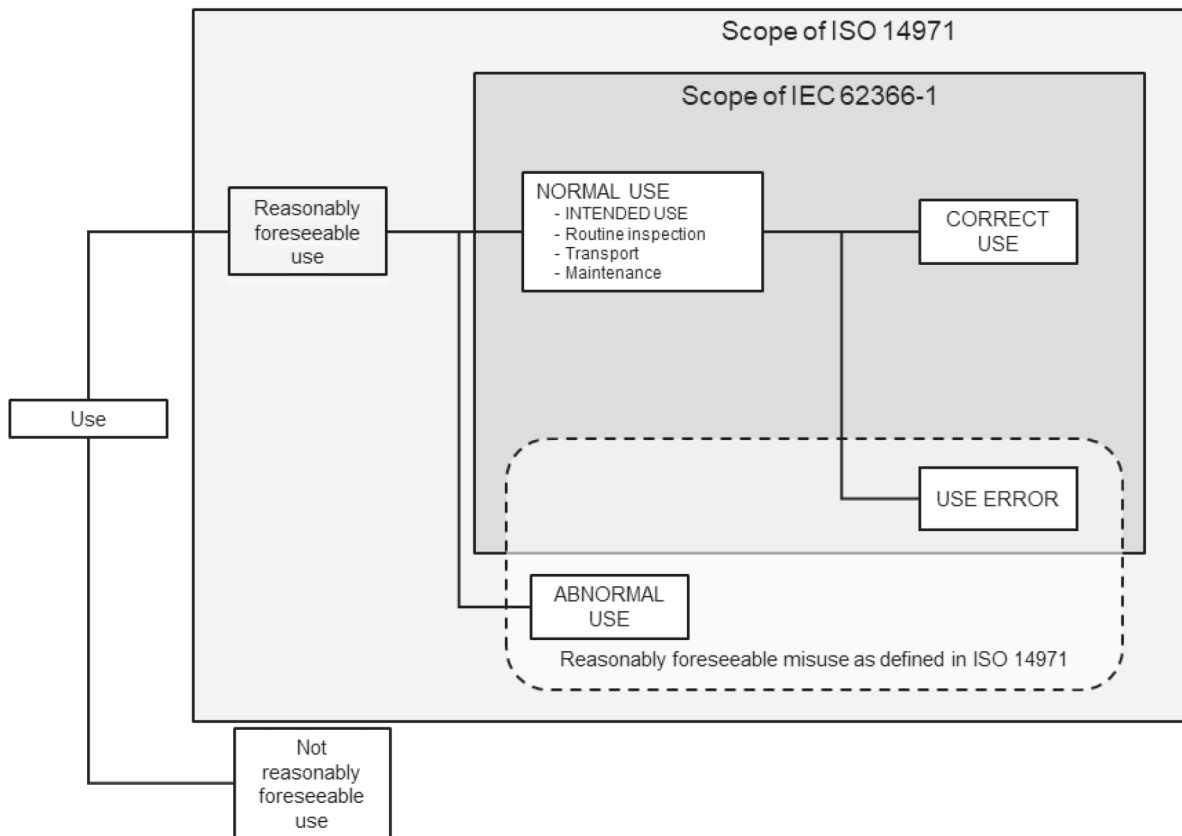 Scope of ISO 14971
Scope of IEC 62366-1
Reasonably
foreseeable
use
NORMAL USE
- INTENDED USE
- Routine inspection
- Transport
- Maintenance
CORRECT
USE
Use
USE ERROR
ABNORMAL
USE
Reasonably foreseeable misuse as defined in ISO 14971
Not
reasonably
foreseeable
use